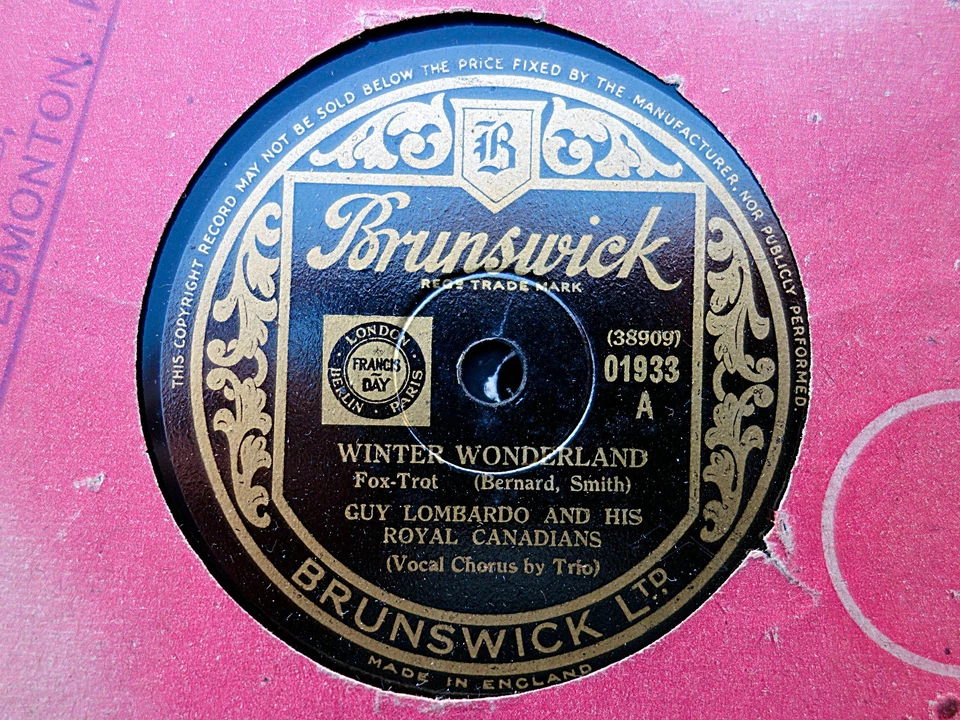 EDMONTON,
THIS COPYRIGHT RECORD MAY NOT BE SOLD BELOW THE PRICE FIXED BY THE MANUFACTURER, NOR PUBLICLY PERFORMED.
B
Brunswick
REGD TRADE MARK
LONDON
FRANCIS
DAY
BERLIN · PARIS
(38909)
01933
A
WINTER WONDERLAND
Fox-Trot (Bernard, Smith)
GUY LOMBARDO AND HIS
ROYAL CANADIANS
(Vocal Chorus by Trio)
BRUNSWICK LTD.
MADE IN ENGLAND